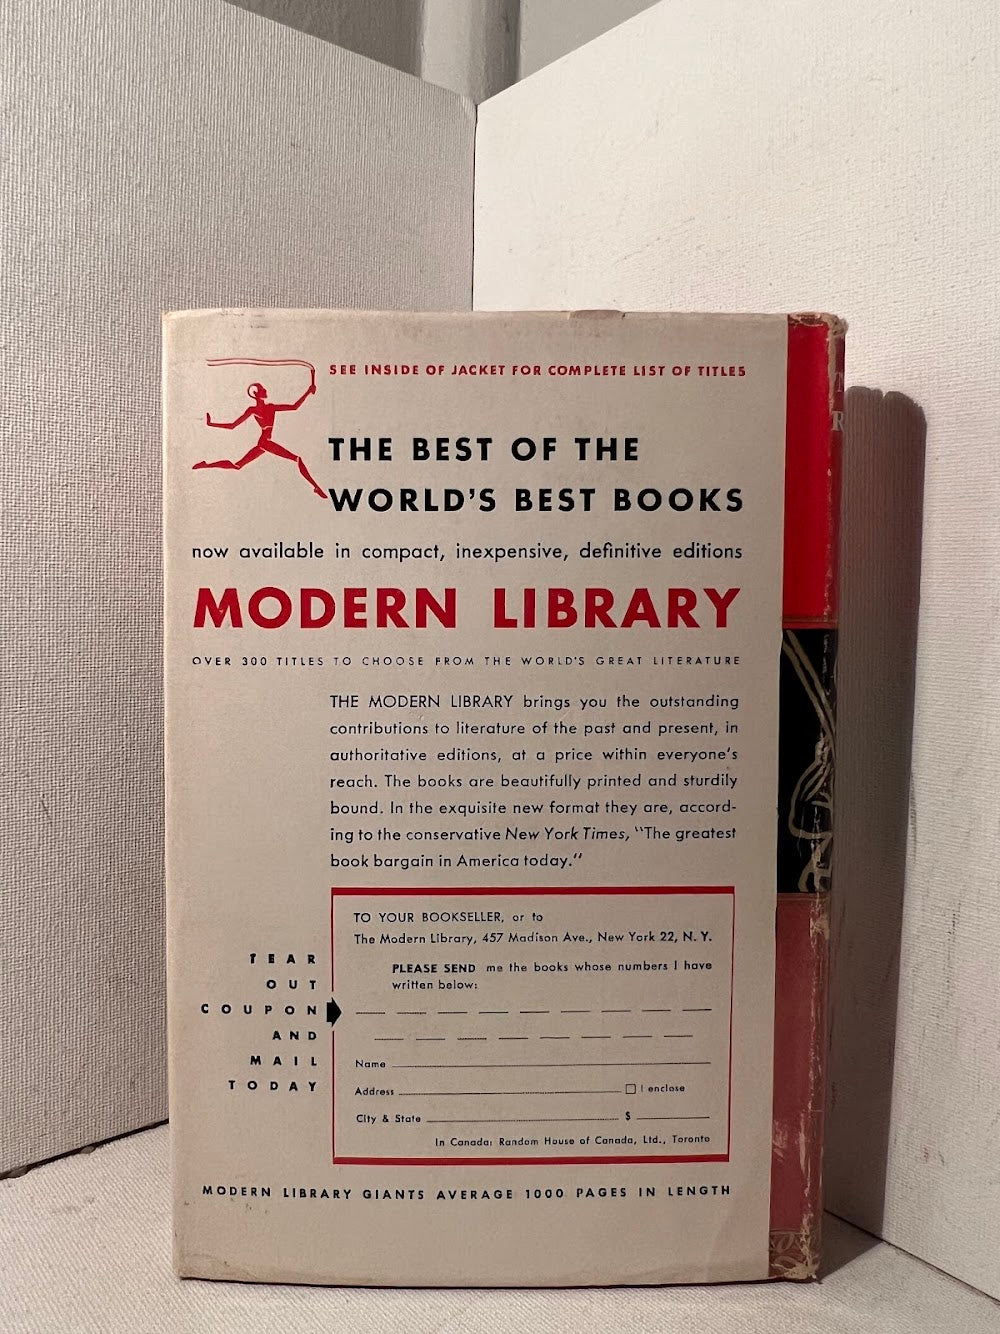 SEE INSIDE OF JACKET FOR COMPLETE LIST OF TITLES
THE BEST OF THE
WORLD'S BEST BOOKS
now available in compact, inexpensive, definitive editions
MODERN LIBRARY
OVER 300 TITLES TO CHOOSE FROM THE WORLD'S GREAT LITERATURE
THE MODERN LIBRARY brings you the outstanding
contributions to literature of the past and present, in
authoritative editions, at a price within everyone's
reach. The books are beautifully printed and sturdily
bound. In the exquisite new format they are, accord-
ing to the conservative New York Times, "The greatest
book bargain in America today."
TO YOUR BOOKSELLER, or to
The Modern Library, 457 Madison Ave., New York 22, N. Y.
PLEASE SEND me the books whose numbers I have
written below:
TEAR
OUT
COUPON
AND
MAIL
TODAY
Name
Address
I enclose
City & State
$
In Canada: Random House of Canada, Ltd., Toronto
MODERN LIBRARY GIANTS AVERAGE 1000 PAGES IN LENGTH